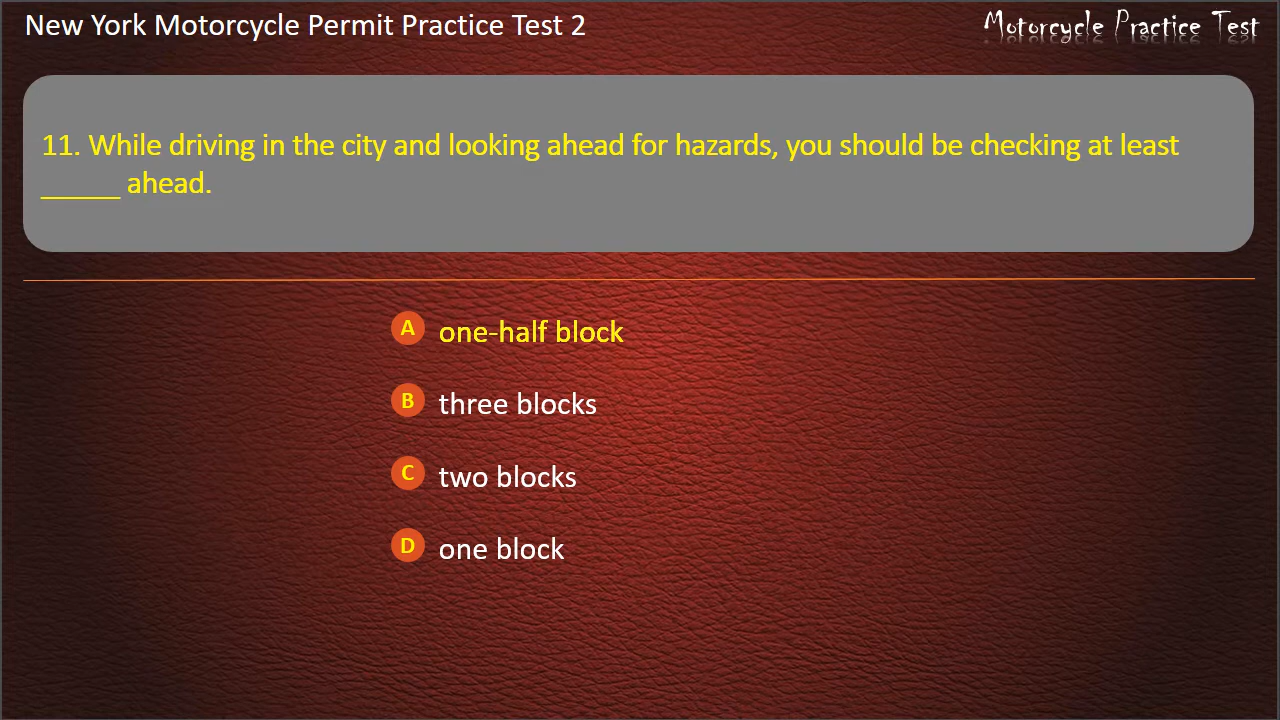 New York Motorcycle Permit Practice Test 2
Motorcycle Practice Test
11. While driving in the city and looking ahead for hazards, you should be checking at least
______ ahead.
A one-half block
B three blocks
C two blocks
D one block